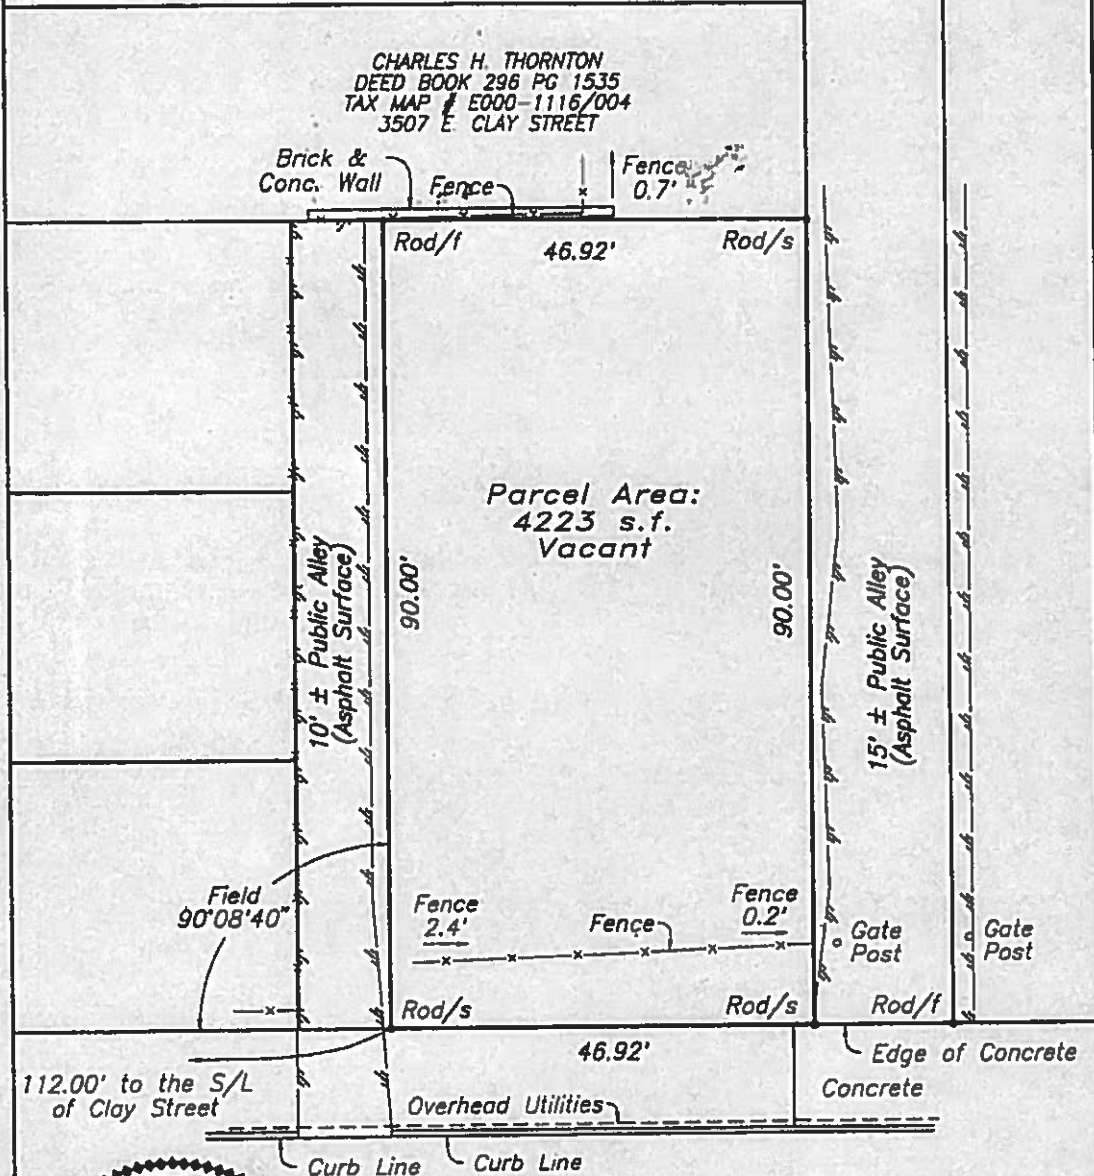 CHARLES H. THORNTON
DEED BOOK 296 PG 1535
TAX MAP # E000-1116/004
3507 E. CLAY STREET
Brick &
Conc. Wall
Fence
Fence
0.7'
Rod/f
46.92'
Rod/s
Parcel Area:
4223 s.f.
Vacant
10' ± Public Alley
(Asphalt Surface)
90.00'
90.00'
15' ± Public Alley
(Asphalt Surface)
Field
90°08'40"
Fence
2.4'
Fence
Fence
0.2'
Gate
Post
Gate
Post
Rod/s
Rod/s
Rod/f
46.92'
Edge of Concrete
Concrete
112.00' to the S/L
of Clay Street
Overhead Utilities
Curb Line
Curb Line